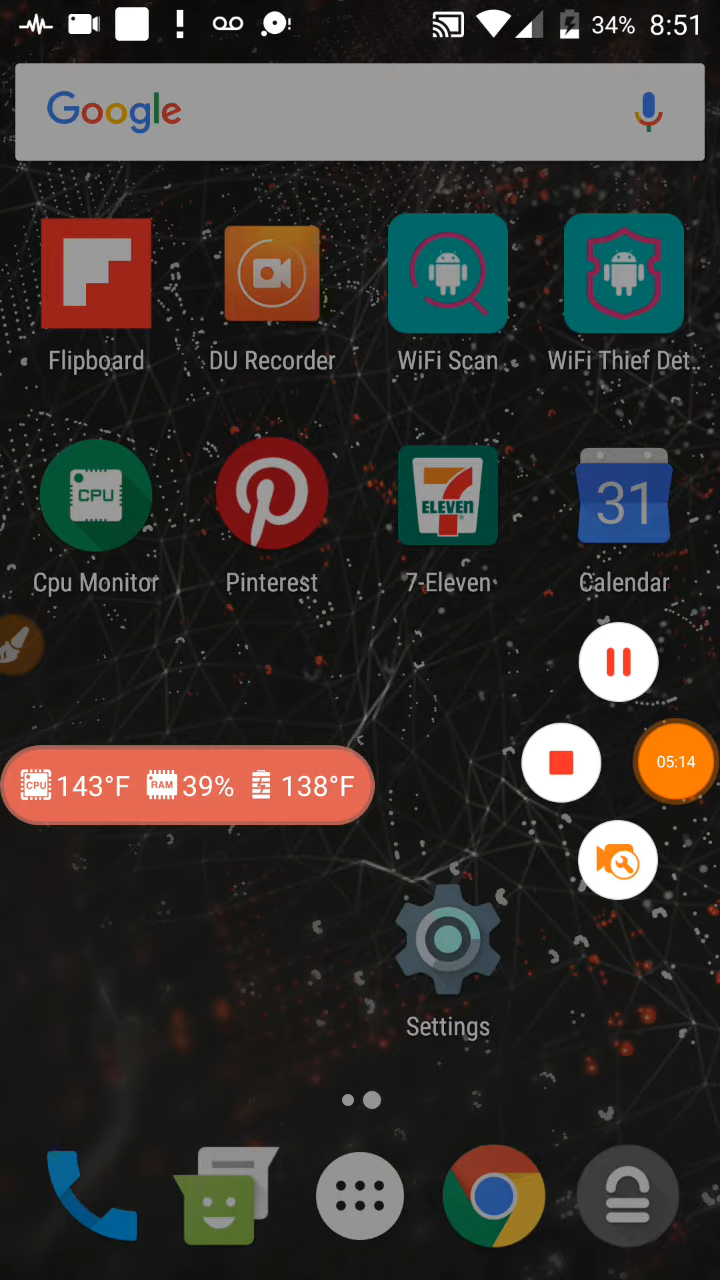 34% 8:51
Google
Flipboard DU Recorder WiFi Scan.. WiFi Thief Det..
CPU 7 ELEVEN 31
Cpu Monitor Pinterest 7-Eleven Calendar
CPU 143°F RAM 39% 138°F
05:14
Settings